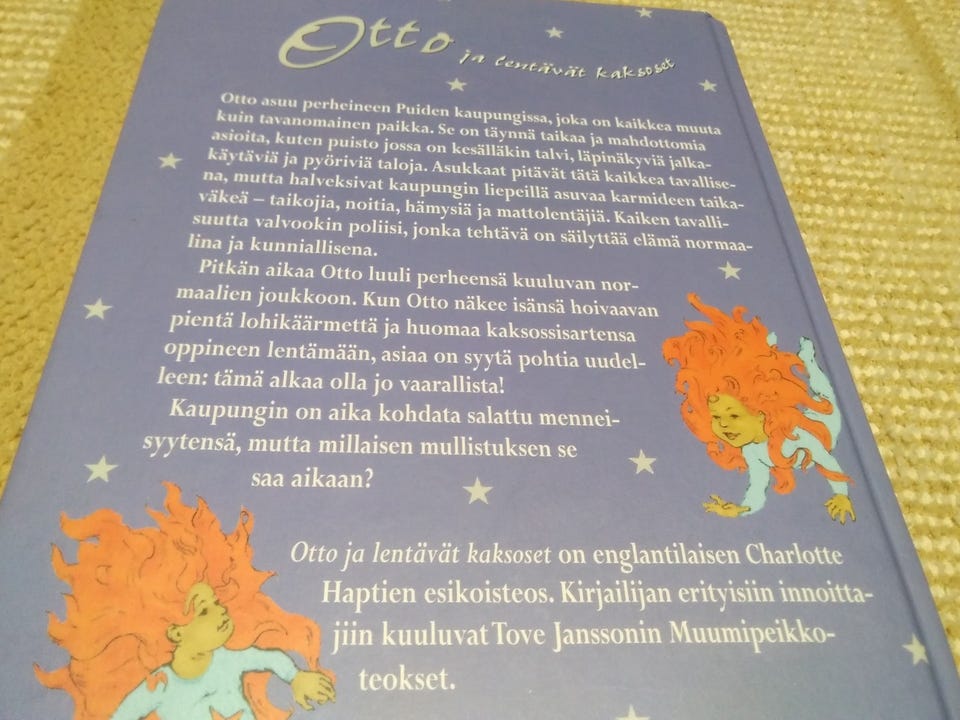 Otto ja lentävät kaksoset
Otto asuu perheineen Puiden kaupungissa, joka on kaikkea muuta
kuin tavanomainen paikka. Se on täynnä taikaa ja mahdottomia
asioita, kuten puisto jossa on kesälläkin talvi, läpinäkyviä jalka-
käytäviä ja pyöriviä taloja. Asukkaat pitävät tätä kaikkea tavallise-
na, mutta halveksivat kaupungin liepeillä asuvaa karmideen taika-
väkeä – taikojia, noitia, hämysiä ja mattolentäjiä. Kaiken tavalli-
suutta valvookin poliisi, jonka tehtävä on säilyttää elämä normaa-
lina ja kunniallisena.
Pitkän aikaa Otto luuli perheensä kuuluvan nor-
maalien joukkoon. Kun Otto näkee isänsä hoivaavan
pientä lohikäärmettä ja huomaa kaksossisartensa
oppineen lentämään, asiaa on syytä pohtia uudel-
leen: tämä alkaa olla jo vaarallista!
Kaupungin on aika kohdata salattu mennei-
syytensä, mutta millaisen mullistuksen se
saa aikaan?
Otto ja lentävät kaksoset on englantilaisen Charlotte
Haptien esikoisteos. Kirjailijan erityisiin innoitta-
jiin kuuluvat Tove Janssonin Muumipeikko-
teokset.